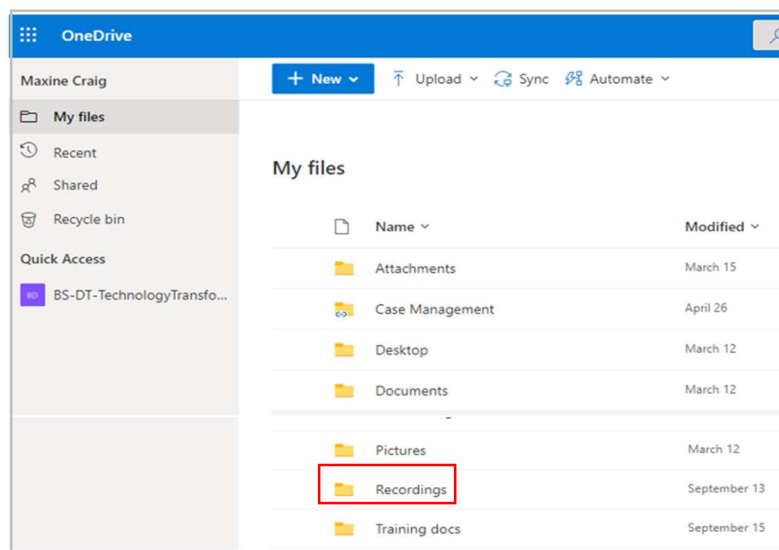 OneDrive
Maxine Craig
My files
Recent
Shared
Recycle bin
Quick Access
BS-DT-TechnologyTransfo...
New
Upload
Sync
Automate
My files
Name Modified
Attachments March 15
Case Management April 26
Desktop March 12
Documents March 12
Pictures March 12
Recordings September 13
Training docs September 15